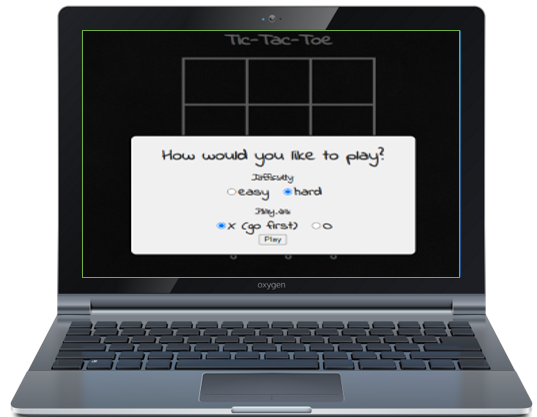 Tic-Tac-Toe
How would you like to play?
Difficulty
easy hard
Play as
X (go first) O
Play
oxygen